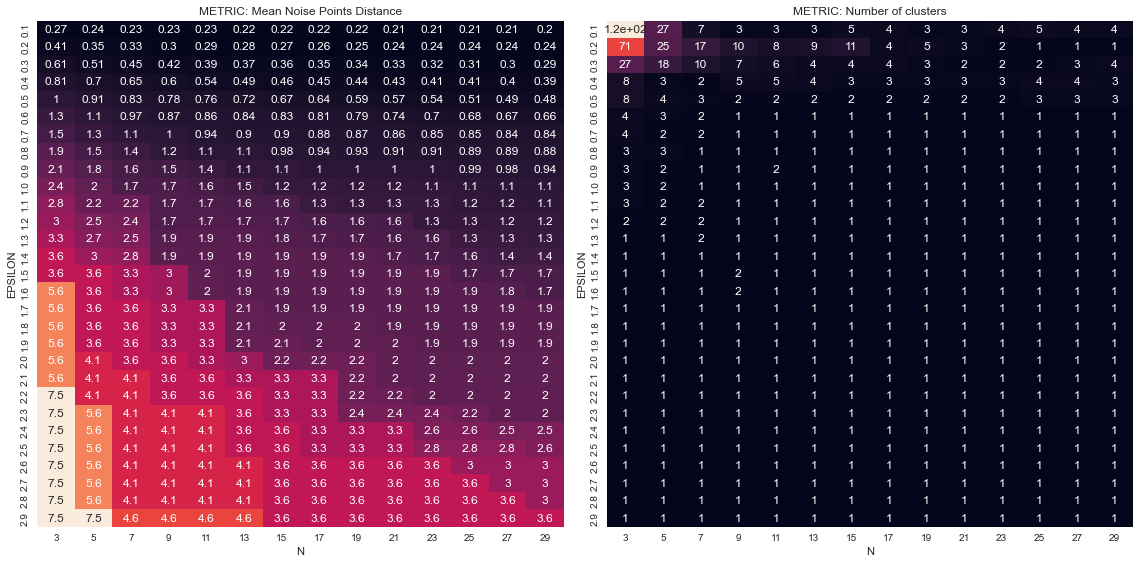 METRIC: Mean Noise Points Distance
0.1 0.27 0.24 0.23 0.23 0.23 0.22 0.22 0.22 0.22 0.21 0.21 0.21 0.21 0.2
0.2 0.41 0.35 0.33 0.3 0.29 0.28 0.27 0.26 0.25 0.24 0.24 0.24 0.24 0.24
0.3 0.61 0.51 0.45 0.42 0.39 0.37 0.36 0.35 0.34 0.33 0.32 0.31 0.3 0.29
0.4 0.81 0.7 0.65 0.6 0.54 0.49 0.46 0.45 0.44 0.43 0.41 0.41 0.4 0.39
0.5 1 0.91 0.83 0.78 0.76 0.72 0.67 0.64 0.59 0.57 0.54 0.51 0.49 0.48
0.6 1.3 1.1 0.97 0.87 0.86 0.84 0.83 0.81 0.79 0.74 0.7 0.68 0.67 0.66
0.7 1.5 1.3 1.1 1 0.94 0.9 0.9 0.88 0.87 0.86 0.85 0.85 0.84 0.84
0.8 1.9 1.5 1.4 1.2 1.1 1.1 0.98 0.94 0.93 0.91 0.91 0.89 0.89 0.88
0.9 2.1 1.8 1.6 1.5 1.4 1.1 1.1 1 1 1 1 0.99 0.98 0.94
1.0 2.4 2 1.7 1.7 1.6 1.5 1.2 1.2 1.2 1.2 1.1 1.1 1.1 1.1
1.1 2.8 2.2 2.2 1.7 1.7 1.6 1.6 1.3 1.3 1.3 1.3 1.2 1.2 1.1
1.2 3 2.5 2.4 1.7 1.7 1.7 1.7 1.6 1.6 1.6 1.3 1.3 1.2 1.2
1.3 3.3 2.7 2.5 1.9 1.9 1.9 1.8 1.7 1.7 1.6 1.6 1.3 1.3 1.3
1.4 3.6 3 2.8 1.9 1.9 1.9 1.9 1.9 1.9 1.7 1.7 1.6 1.4 1.4
1.5 3.6 3.6 3.3 3 2 1.9 1.9 1.9 1.9 1.9 1.9 1.7 1.7 1.7
1.6 5.6 3.6 3.3 3 2 1.9 1.9 1.9 1.9 1.9 1.9 1.9 1.8 1.7
1.7 5.6 3.6 3.6 3.3 3.3 2.1 1.9 1.9 1.9 1.9 1.9 1.9 1.9 1.9
1.8 5.6 3.6 3.6 3.3 3.3 2.1 2 2 2 1.9 1.9 1.9 1.9 1.9
1.9 5.6 3.6 3.6 3.3 3.3 2.1 2.1 2 2 2 1.9 1.9 1.9 1.9
2.0 5.6 4.1 3.6 3.6 3.3 3 2.2 2.2 2.2 2 2 2 2 2
2.1 5.6 4.1 4.1 3.6 3.6 3.3 3.3 3.3 2.2 2 2 2 2 2
2.2 7.5 4.1 4.1 3.6 3.6 3.6 3.3 3.3 2.2 2.2 2 2 2 2
2.3 7.5 5.6 4.1 4.1 4.1 3.6 3.3 3.3 2.4 2.4 2.4 2.2 2 2
2.4 7.5 5.6 4.1 4.1 4.1 3.6 3.6 3.3 3.3 3.3 2.6 2.6 2.5 2.5
2.5 7.5 5.6 4.1 4.1 4.1 3.6 3.6 3.3 3.3 3.3 2.8 2.8 2.8 2.6
2.6 7.5 5.6 4.1 4.1 4.1 4.1 3.6 3.6 3.6 3.6 3.6 3 3 3
2.7 7.5 5.6 4.1 4.1 4.1 4.1 3.6 3.6 3.6 3.6 3.6 3.6 3 3
2.8 7.5 5.6 4.1 4.1 4.1 4.1 3.6 3.6 3.6 3.6 3.6 3.6 3.6 3
2.9 7.5 7.5 4.6 4.6 4.6 4.6 3.6 3.6 3.6 3.6 3.6 3.6 3.6 3.6
EPSILON
3 5 7 9 11 13 15 17 19 21 23 25 27 29
N
METRIC: Number of clusters
0.1 1.2e+02 27 7 3 3 3 5 4 3 3 4 5 4 4
0.2 71 25 17 10 8 9 11 4 5 3 2 1 1 1
0.3 27 18 10 7 6 4 4 4 3 2 2 2 3 4
0.4 8 3 2 5 5 4 3 3 3 3 3 4 4 3
0.5 8 4 3 2 2 2 2 2 2 2 2 3 3 3
0.6 4 3 2 1 1 1 1 1 1 1 1 1 1 1
0.7 4 2 2 1 1 1 1 1 1 1 1 1 1 1
0.8 3 3 1 1 1 1 1 1 1 1 1 1 1 1
0.9 3 2 1 1 2 1 1 1 1 1 1 1 1 1
1.0 3 2 1 1 1 1 1 1 1 1 1 1 1 1
1.1 3 2 2 1 1 1 1 1 1 1 1 1 1 1
1.2 2 2 2 1 1 1 1 1 1 1 1 1 1 1
1.3 1 1 2 1 1 1 1 1 1 1 1 1 1 1
1.4 1 1 1 1 1 1 1 1 1 1 1 1 1 1
1.5 1 1 1 2 1 1 1 1 1 1 1 1 1 1
1.6 1 1 1 2 1 1 1 1 1 1 1 1 1 1
1.7 1 1 1 1 1 1 1 1 1 1 1 1 1 1
1.8 1 1 1 1 1 1 1 1 1 1 1 1 1 1
1.9 1 1 1 1 1 1 1 1 1 1 1 1 1 1
2.0 1 1 1 1 1 1 1 1 1 1 1 1 1 1
2.1 1 1 1 1 1 1 1 1 1 1 1 1 1 1
2.2 1 1 1 1 1 1 1 1 1 1 1 1 1 1
2.3 1 1 1 1 1 1 1 1 1 1 1 1 1 1
2.4 1 1 1 1 1 1 1 1 1 1 1 1 1 1
2.5 1 1 1 1 1 1 1 1 1 1 1 1 1 1
2.6 1 1 1 1 1 1 1 1 1 1 1 1 1 1
2.7 1 1 1 1 1 1 1 1 1 1 1 1 1 1
2.8 1 1 1 1 1 1 1 1 1 1 1 1 1 1
2.9 1 1 1 1 1 1 1 1 1 1 1 1 1 1
EPSILON
3 5 7 9 11 13 15 17 19 21 23 25 27 29
N